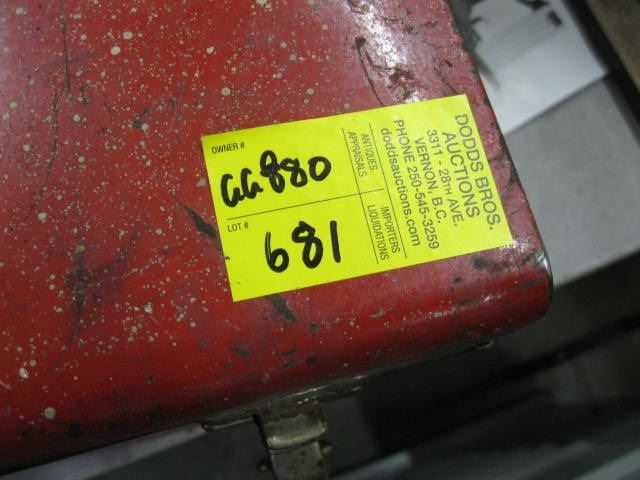 OWNER #
GG880
LOT #
681
ANTIQUES
APPRAISALS
IMPORTERS
LIQUIDATIONS
DODDS BROS.
AUCTIONS
3311 - 28TH AVE.
VERNON, B.C.
PHONE 250-545-3259
doddsauctions.com